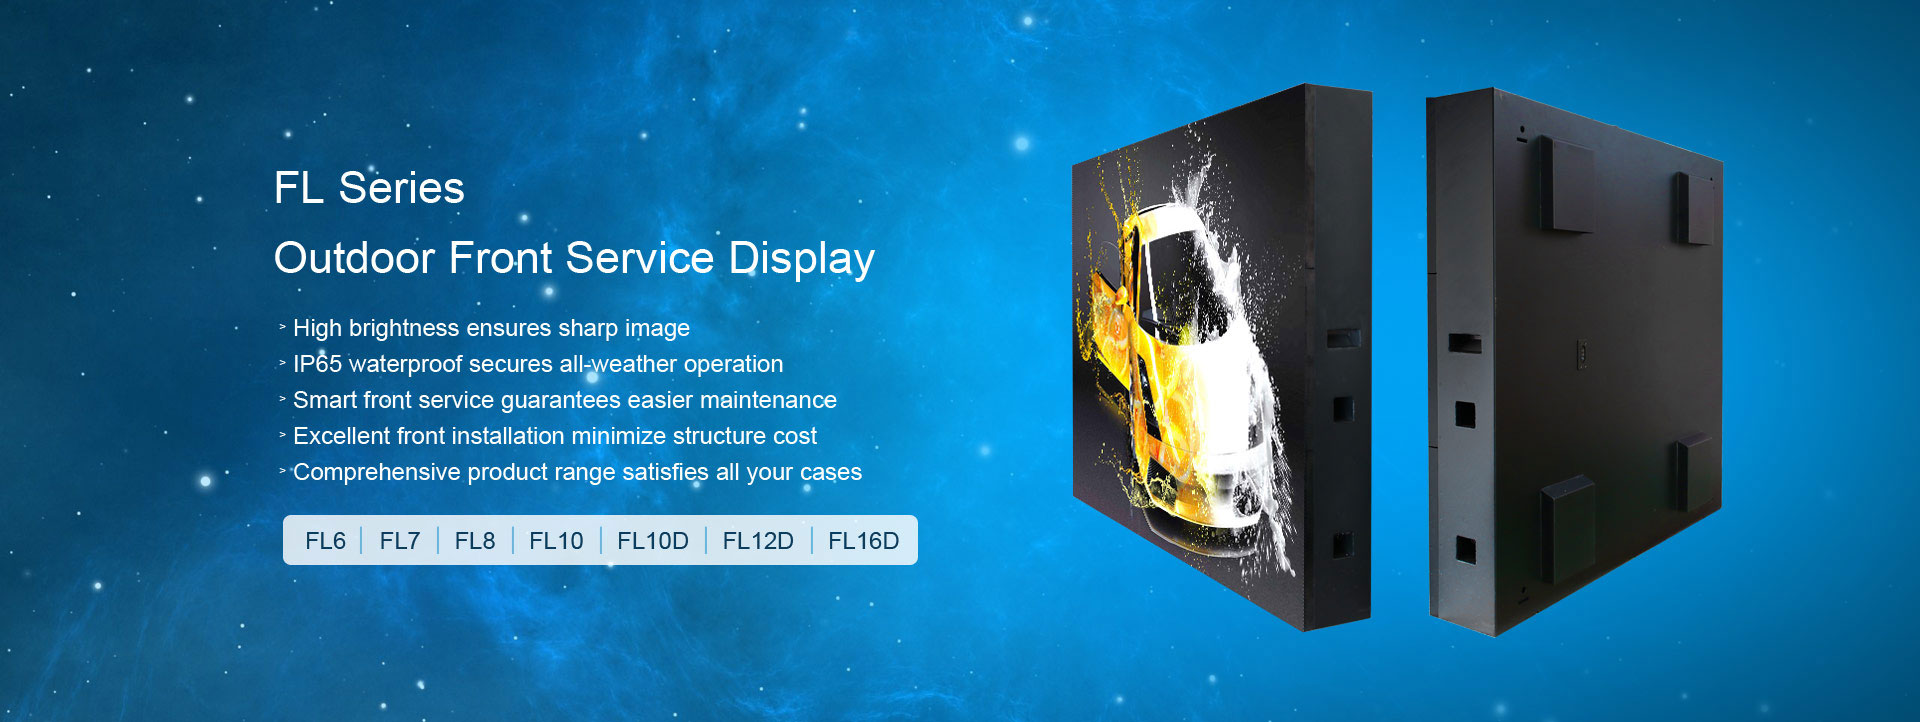 FL Series
Outdoor Front Service Display
> High brightness ensures sharp image
> IP65 waterproof secures all-weather operation
> Smart front service guarantees easier maintenance
> Excellent front installation minimize structure cost
> Comprehensive product range satisfies all your cases
FL6 | FL7 | FL8 | FL10 | FL10D | FL12D | FL16D